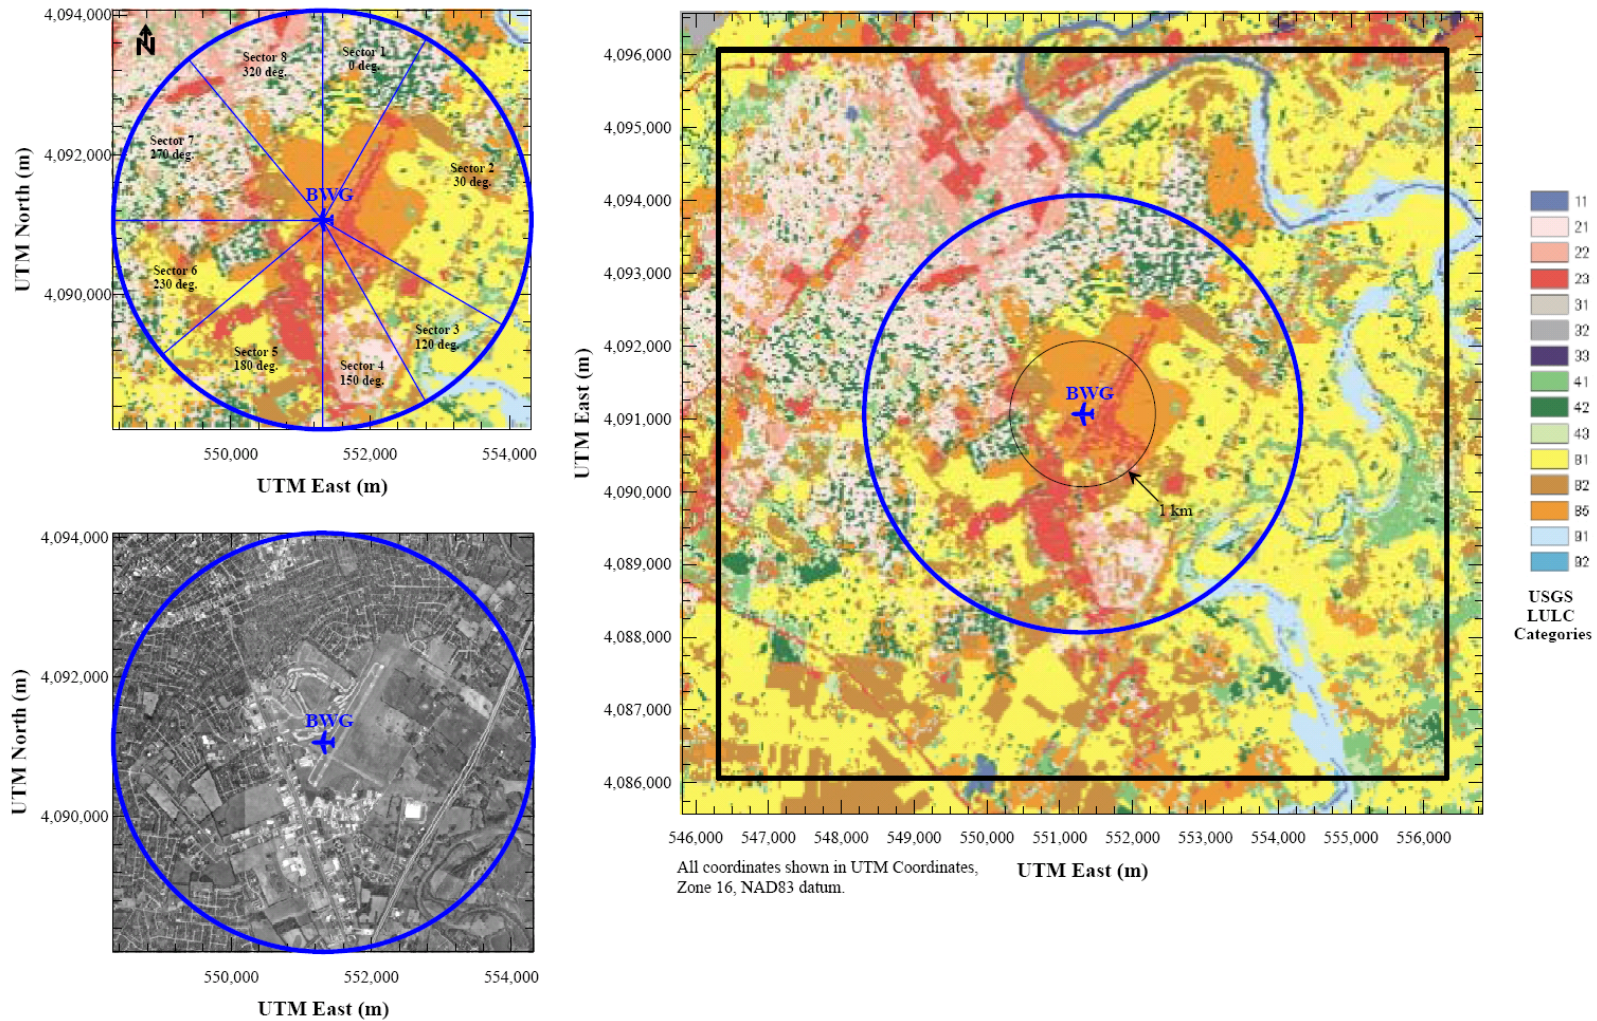 4,094,000
4,092,000
4,090,000
UTM North (m)
N
Sector 8
320 deg.
Sector 1
0 deg.
Sector 7
270 deg.
Sector 2
30 deg.
BWG
Sector 6
230 deg.
Sector 3
120 deg.
Sector 5
180 deg.
Sector 4
150 deg.
550,000
552,000
554,000
UTM East (m)
4,094,000
4,092,000
4,090,000
UTM North (m)
BWG
550,000
552,000
554,000
UTM East (m)
4,096,000
4,095,000
4,094,000
4,093,000
4,092,000
4,091,000
4,090,000
4,089,000
4,088,000
4,087,000
4,086,000
UTM East (m)
BWG
1 km
546,000
547,000
548,000
549,000
550,000
551,000
552,000
553,000
554,000
555,000
556,000
All coordinates shown in UTM Coordinates,
Zone 16, NAD83 datum.
UTM East (m)
11
21
22
23
31
32
33
41
42
43
81
82
85
91
92
USGS
LULC
Categories